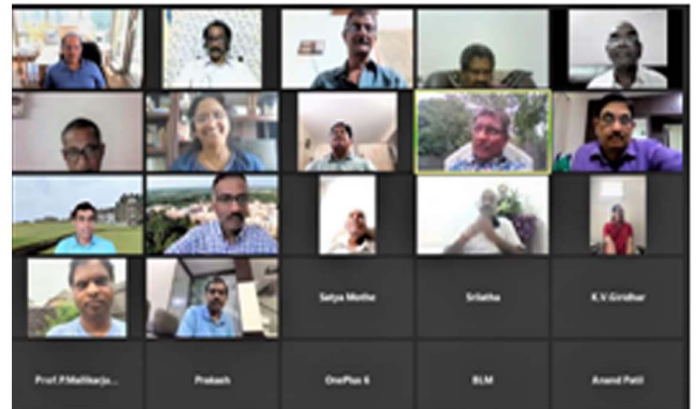 Satya Mothe
Srilatha
K.V.Giridhar
Prof.P.Mallikarju...
Prakash
OnePlus 6
BLM
Anand Patil